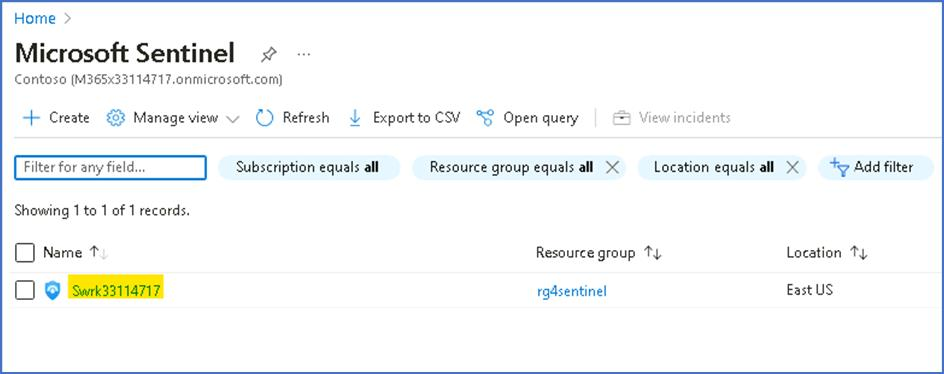 Home
Microsoft Sentinel ...
Contoso (M365x33114717.onmicrosoft.com)
Create Manage view Refresh Export to CSV Open query View incidents
Filter for any field... Subscription equals all Resource group equals all Location equals all Add filter
Showing 1 to 1 of 1 records.
Name Resource group Location
Swrk33114717 rg4sentinel East US